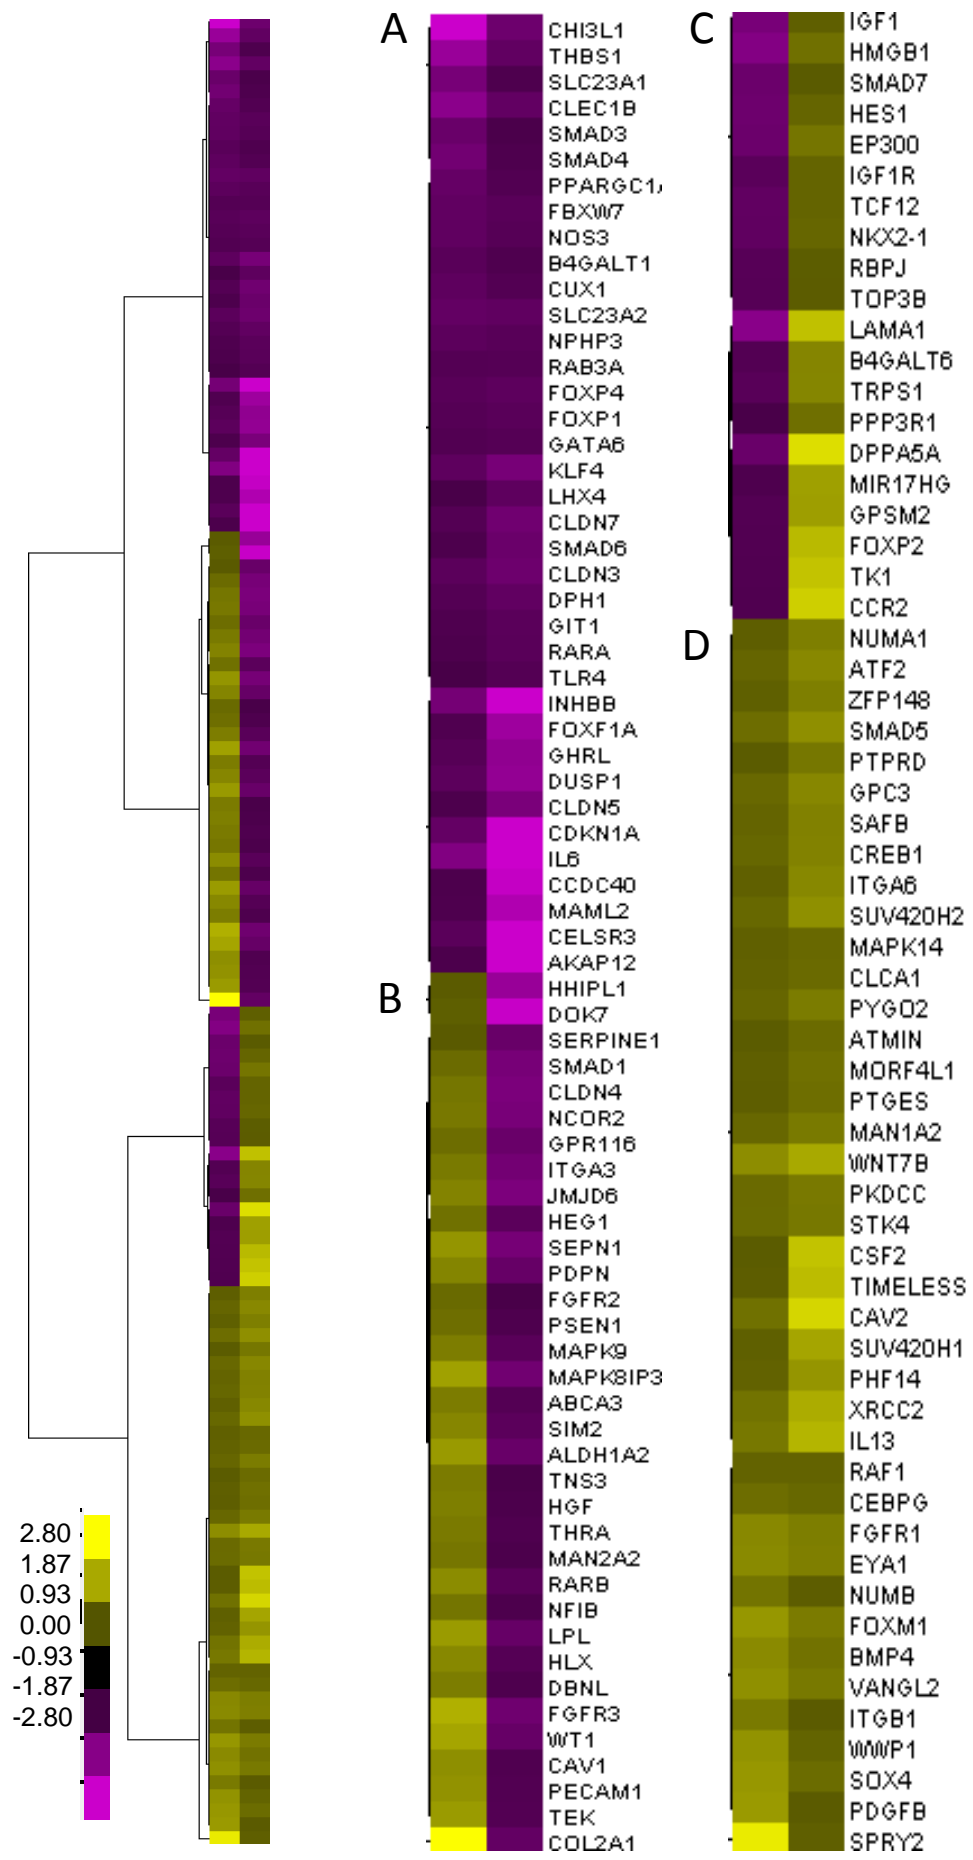 A
CHI3L1
THBS1
SLC23A1
CLEC1B
SMAD3
SMAD4
PPARGC1
FBXW7
NOS3
B4GALT1
CUX1
SLC23A2
NPHP3
RAB3A
FOXP4
FOXP1
GATA6
KLF4
LHX4
CLDN7
SMAD6
CLDN3
DPH1
GIT1
RARA
TLR4
INHBB
FOXF1A
GHRL
DUSP1
CLDN5
CDKN1A
IL6
CCDC40
MAML2
CELSR3
AKAP12
B
HHIPL1
DOK7
SERPINE1
SMAD1
CLDN4
NCOR2
GPR116
ITGA3
JMJD6
HEG1
SEPN1
PDPN
FGFR2
PSEN1
MAPK9
MAPK8IP3
ABCA3
SIM2
ALDH1A2
TNS3
HGF
THRA
MAN2A2
RARB
NFIB
LPL
HLX
DBNL
FGFR3
WT1
CAV1
PECAM1
TEK
COL2A1
C
IGF1
HMGB1
SMAD7
HES1
EP300
IGF1R
TCF12
NKX2-1
RBPJ
TOP3B
LAMA1
B4GALT6
TRPS1
PPP3R1
DPPA5A
MIR17HG
GPSM2
FOXP2
TK1
CCR2
D
NUMA1
ATF2
ZFP148
SMAD5
PTPRD
GPC3
SAFB
CREB1
ITGA6
SUV420H2
MAPK14
CLCA1
PYGO2
ATMIN
MORF4L1
PTGES
MAN1A2
WNT7B
PKDCC
STK4
CSF2
TIMELESS
CAV2
SUV420H1
PHF14
XRCC2
IL13
RAF1
CEBPG
FGFR1
EYA1
NUMB
FOXM1
BMP4
VANGL2
ITGB1
WWP1
SOX4
PDGFB
SPRY2
2.80
1.87
0.93
0.00
-0.93
-1.87
-2.80